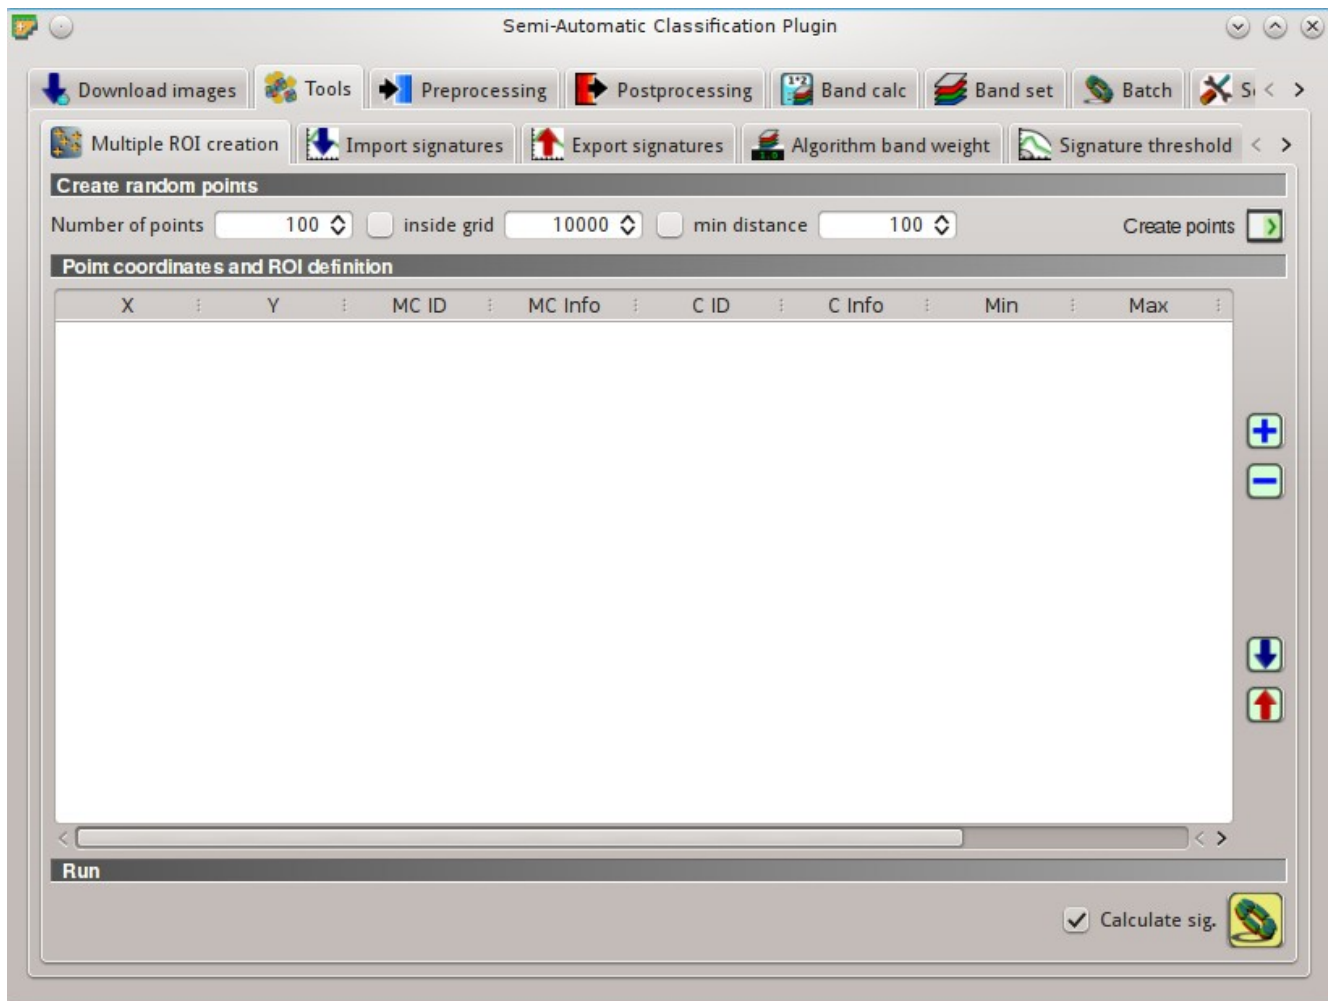 Semi-Automatic Classification Plugin
Download images Tools Preprocessing Postprocessing Band calc Band set Batch
Multiple ROI creation Import signatures Export signatures Algorithm band weight Signature threshold
Create random points
Number of points 100 inside grid 10000 min distance 100 Create points
Point coordinates and ROI definition
X Y MC ID MC Info C ID C Info Min Max
Run
Calculate sig.